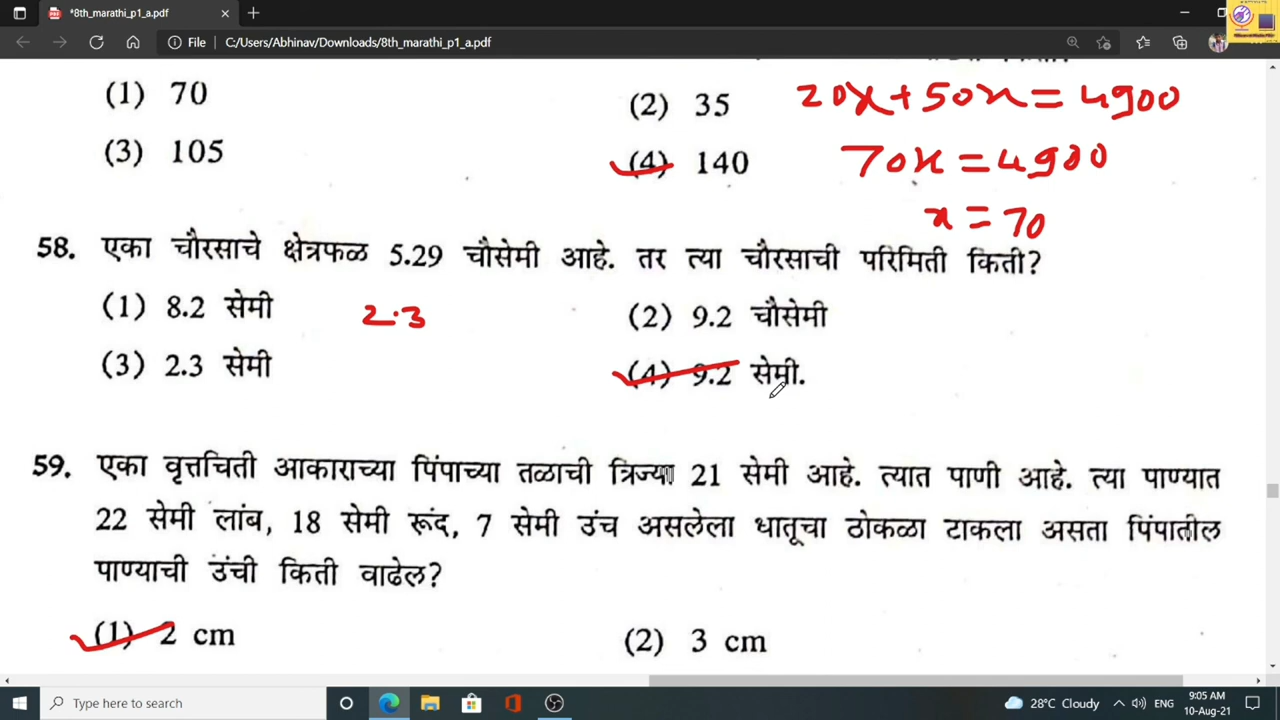 *8th_marathi_p1_a.pdf
File C:/Users/Abhinav/Downloads/8th_marathi_p1_a.pdf
(1) 70
(2) 35
20x+50x=4900
(3) 105
(4) 140
70x=4900
x=70
58. एका चौरसाचे क्षेत्रफळ 5.29 चौसेमी आहे. तर त्या चौरसाची परिमिती किती?
(1) 8.2 सेमी
2.3
(2) 9.2 चौसेमी
(3) 2.3 सेमी
(4) 9.2 सेमी.
59. एका वृत्तचिती आकाराच्या पिंपाच्या तळाची त्रिज्या 21 सेमी आहे. त्यात पाणी आहे. त्या पाण्यात
22 सेमी लांब, 18 सेमी रूंद, 7 सेमी उंच असलेला धातूचा ठोकळा टाकला असता पिंपातील
पाण्याची उंची किती वाढेल?
(1) 2 cm
(2) 3 cm
Type here to search
28°C Cloudy
ENG
9:05 AM
10-Aug-21